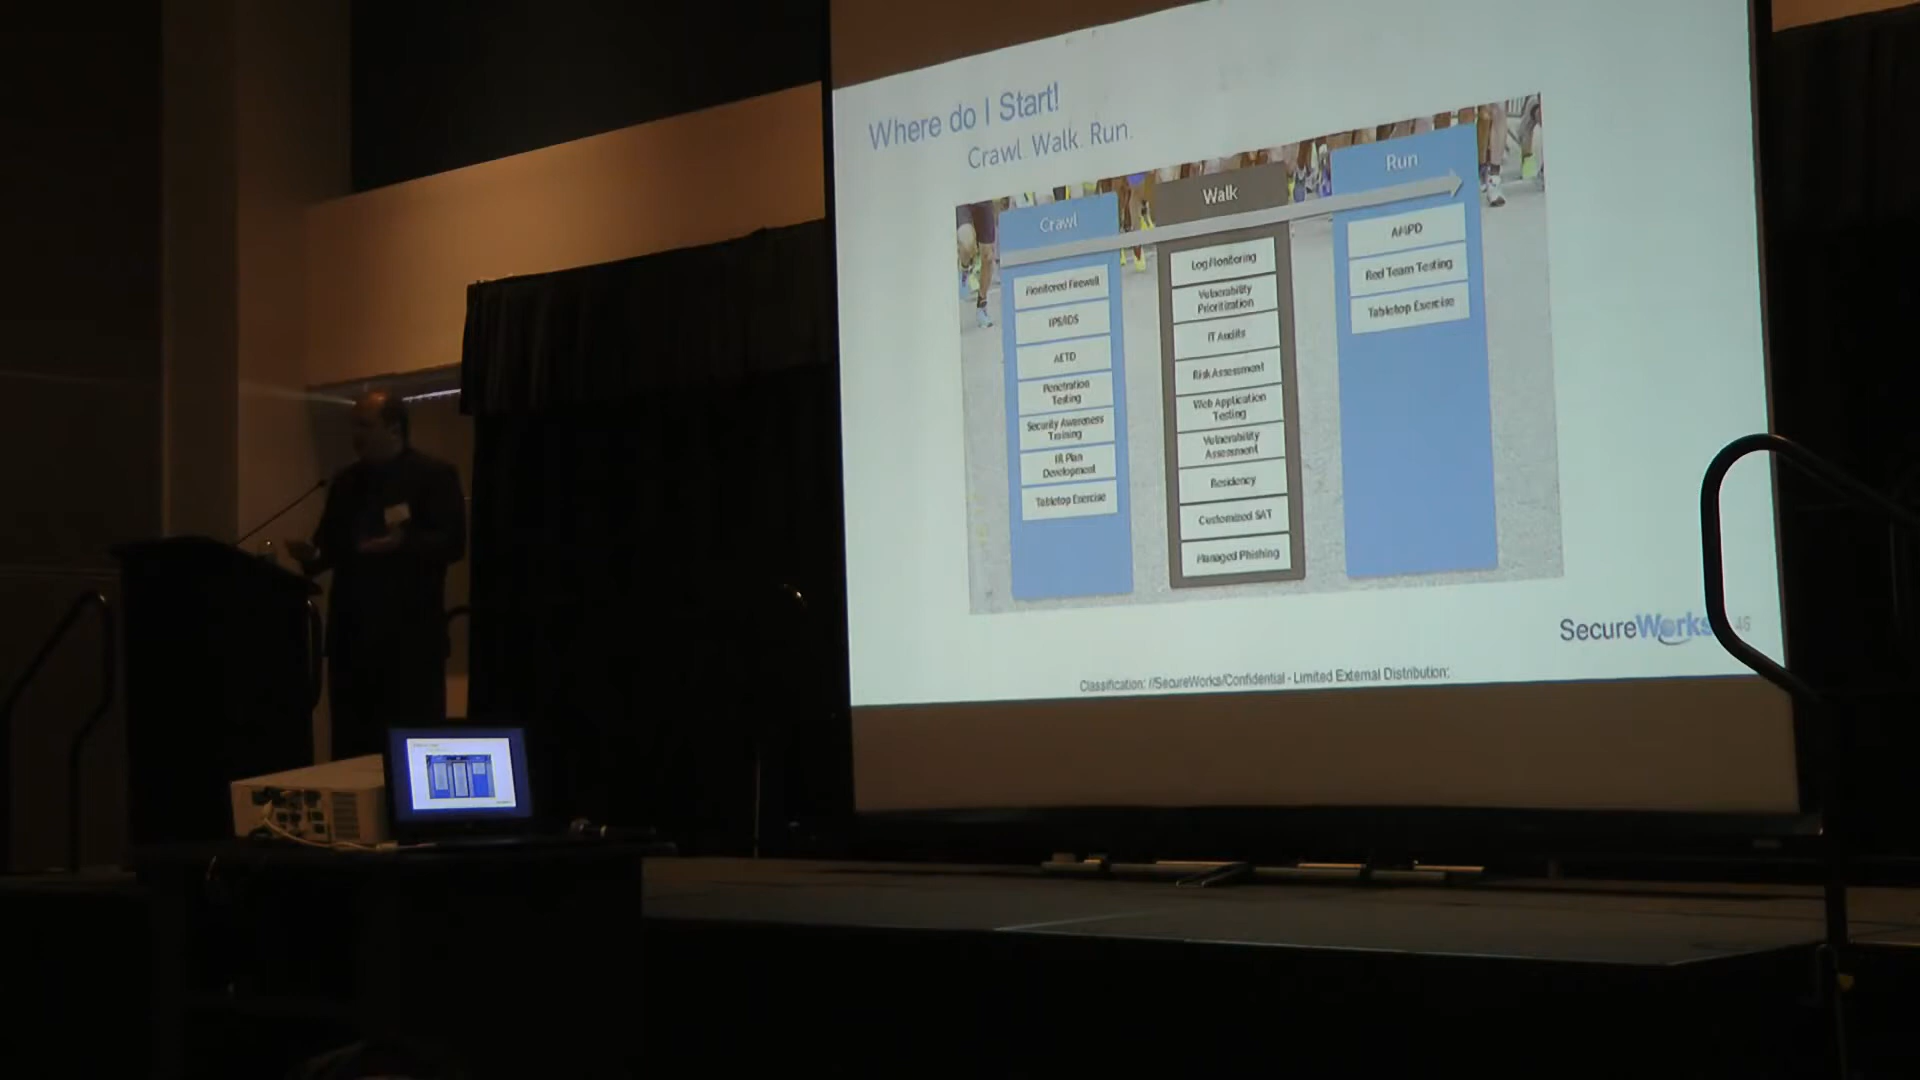 Where do I Start!
Crawl. Walk. Run.
Crawl
Monitored Firewall
IPS/IDS
AETD
Penetration
Testing
Security Awareness
Training
IR Plan
Development
Tabletop Exercise
Walk
Log Monitoring
Vulnerability
Prioritization
IT Audits
Risk Assessment
Web Application
Testing
Vulnerability
Assessment
Residency
Customized SAT
Managed Phishing
Run
Red Team Testing
Tabletop Exercise
SecureWorks
46
Classification: //SecureWorks/Confidential - Limited External Distribution: